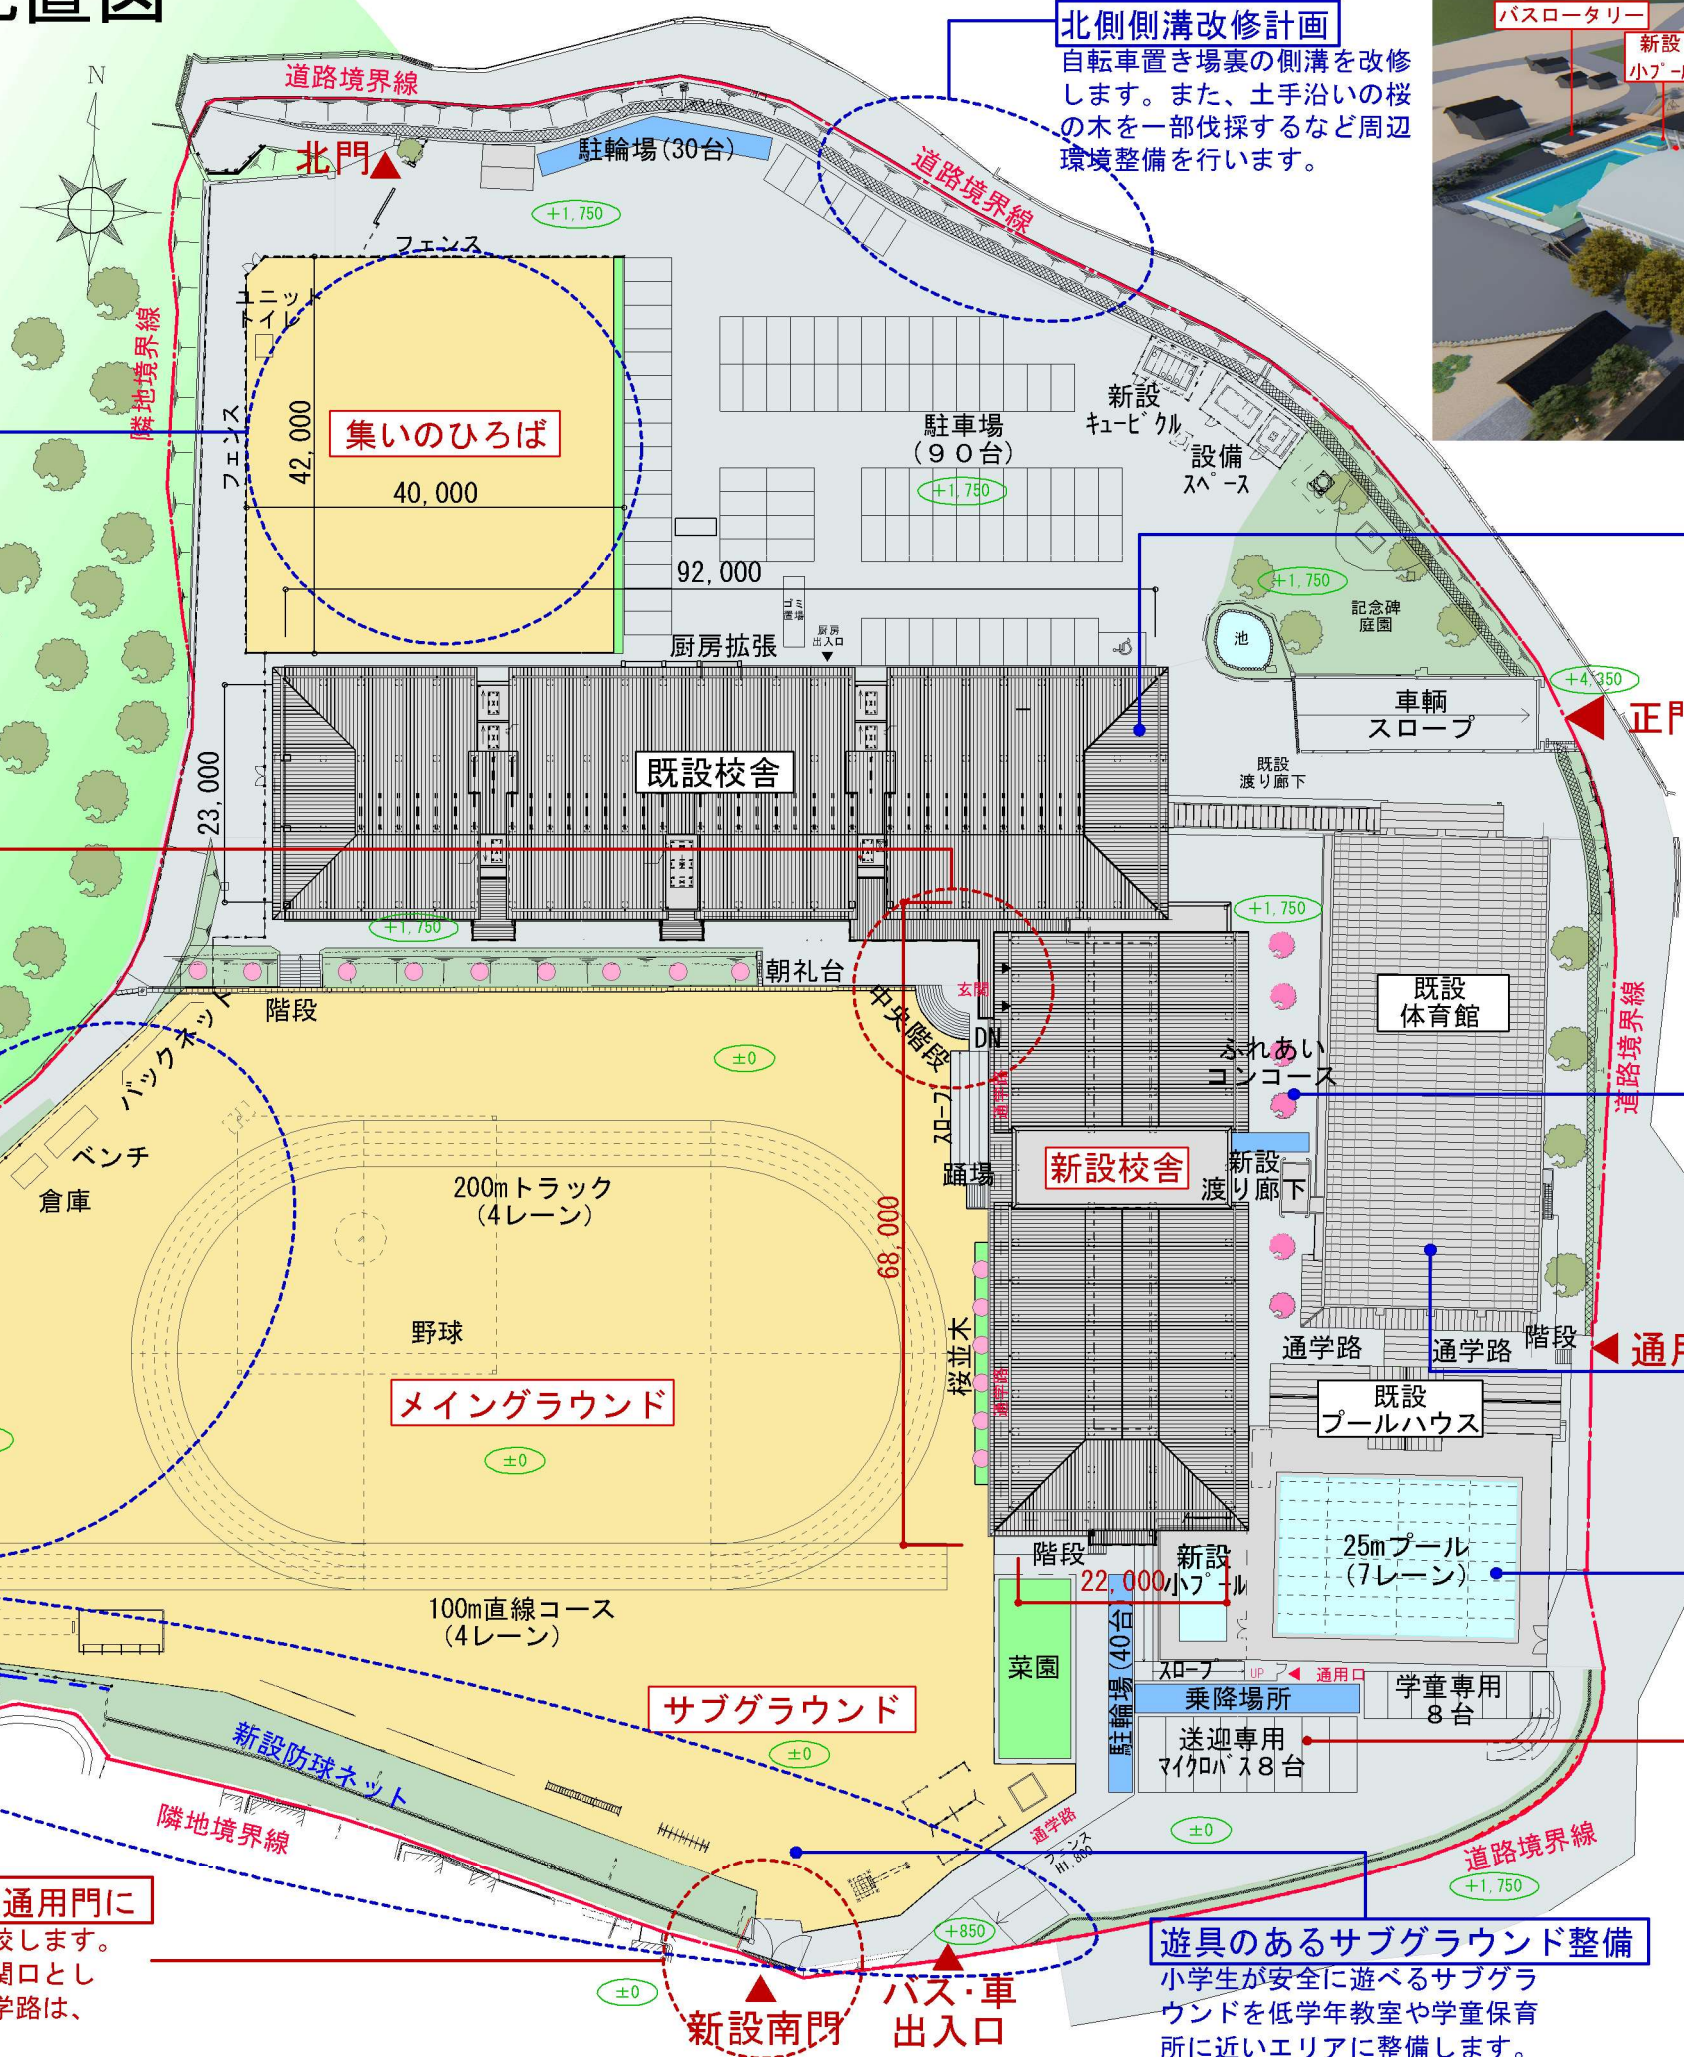 配置図
N
道路境界線
北門
駐輪場(30台)
+1,750
フェンス
北側側溝改修計画
自転車置き場裏の側溝を改修
します。また、土手沿いの桜
の木を一部伐採するなど周辺
環境整備を行います。
バスロータリー
新設
小プール
道路境界線
隣地境界線
ユニット
トイレ
フェンス
42,000
集いのひろば
40,000
駐車場
(90台)
+1,750
新設
キュービクル
設備
スペース
92,000
ゴミ
置場
厨房
出入口
厨房拡張
+1,750
記念碑
庭園
池
+4,350
車輌
スロープ
正門
既設
渡り廊下
23,000
既設校舎
+1,750
+1,750
朝礼台
階段
バックネット
玄関
中央階段
DN
±0
既設
体育館
ふれあい
コンコース
道路境界線
通学路
スロープ
踊場
新設校舎
新設
渡り廊下
ベンチ
倉庫
200mトラック
(4レーン)
68,000
野球
メイングラウンド
±0
桜並木
通学路
通学路
通学路
階段
通用
既設
プールハウス
25mプール
(7レーン)
階段
新設
小プール
22,000
100m直線コース
(4レーン)
菜園
駐輪場(40台)
スロープ
UP
通用口
乗降場所
学童専用
8台
送迎専用
マイクロバス8台
サブグラウンド
±0
新設防球ネット
隣地境界線
通学路
フェンス
H1,800
±0
道路境界線
+1,750
+850
通用門に
校します。
関口とし
学路は、
±0
新設南門
バス・車
出入口
遊具のあるサブグラウンド整備
小学生が安全に遊べるサブグラ
ウンドを低学年教室や学童保育
所に近いエリアに整備します。